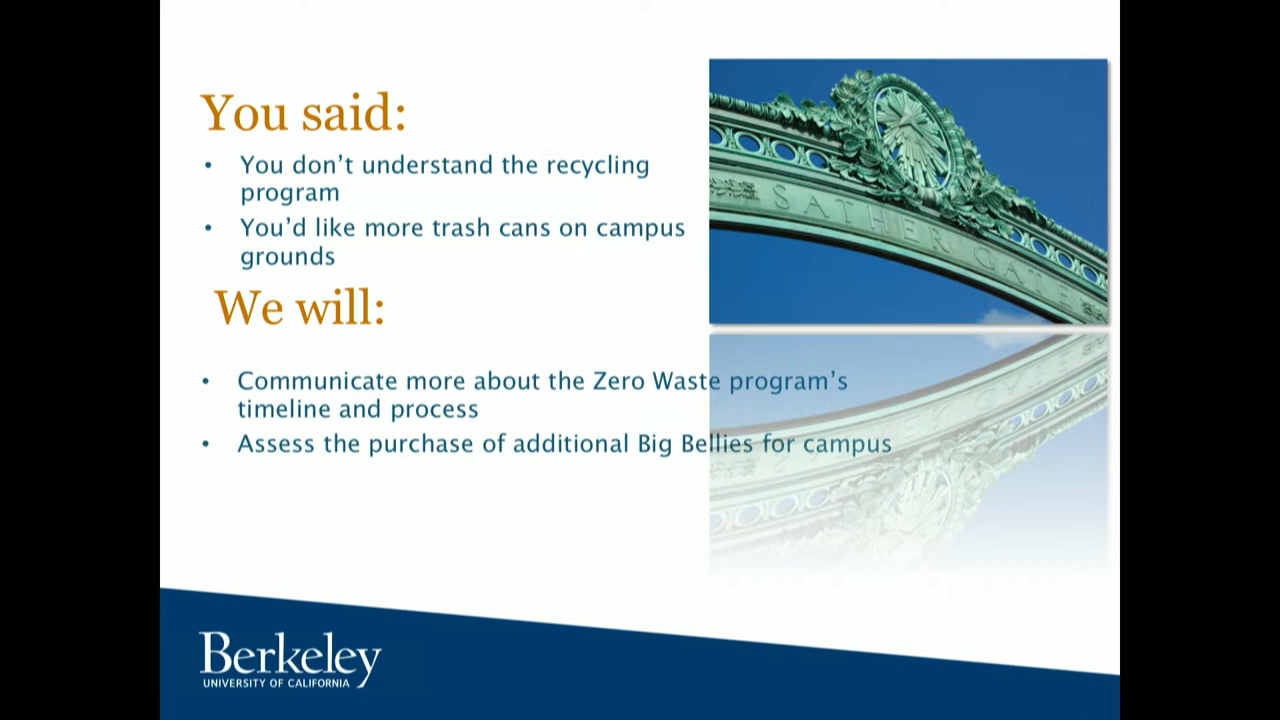 You said:
• You don't understand the recycling
program
• You'd like more trash cans on campus
grounds
We will:
• Communicate more about the Zero Waste program's
timeline and process
• Assess the purchase of additional Big Bellies for campus
SATHER GATE
Berkeley
UNIVERSITY OF CALIFORNIA